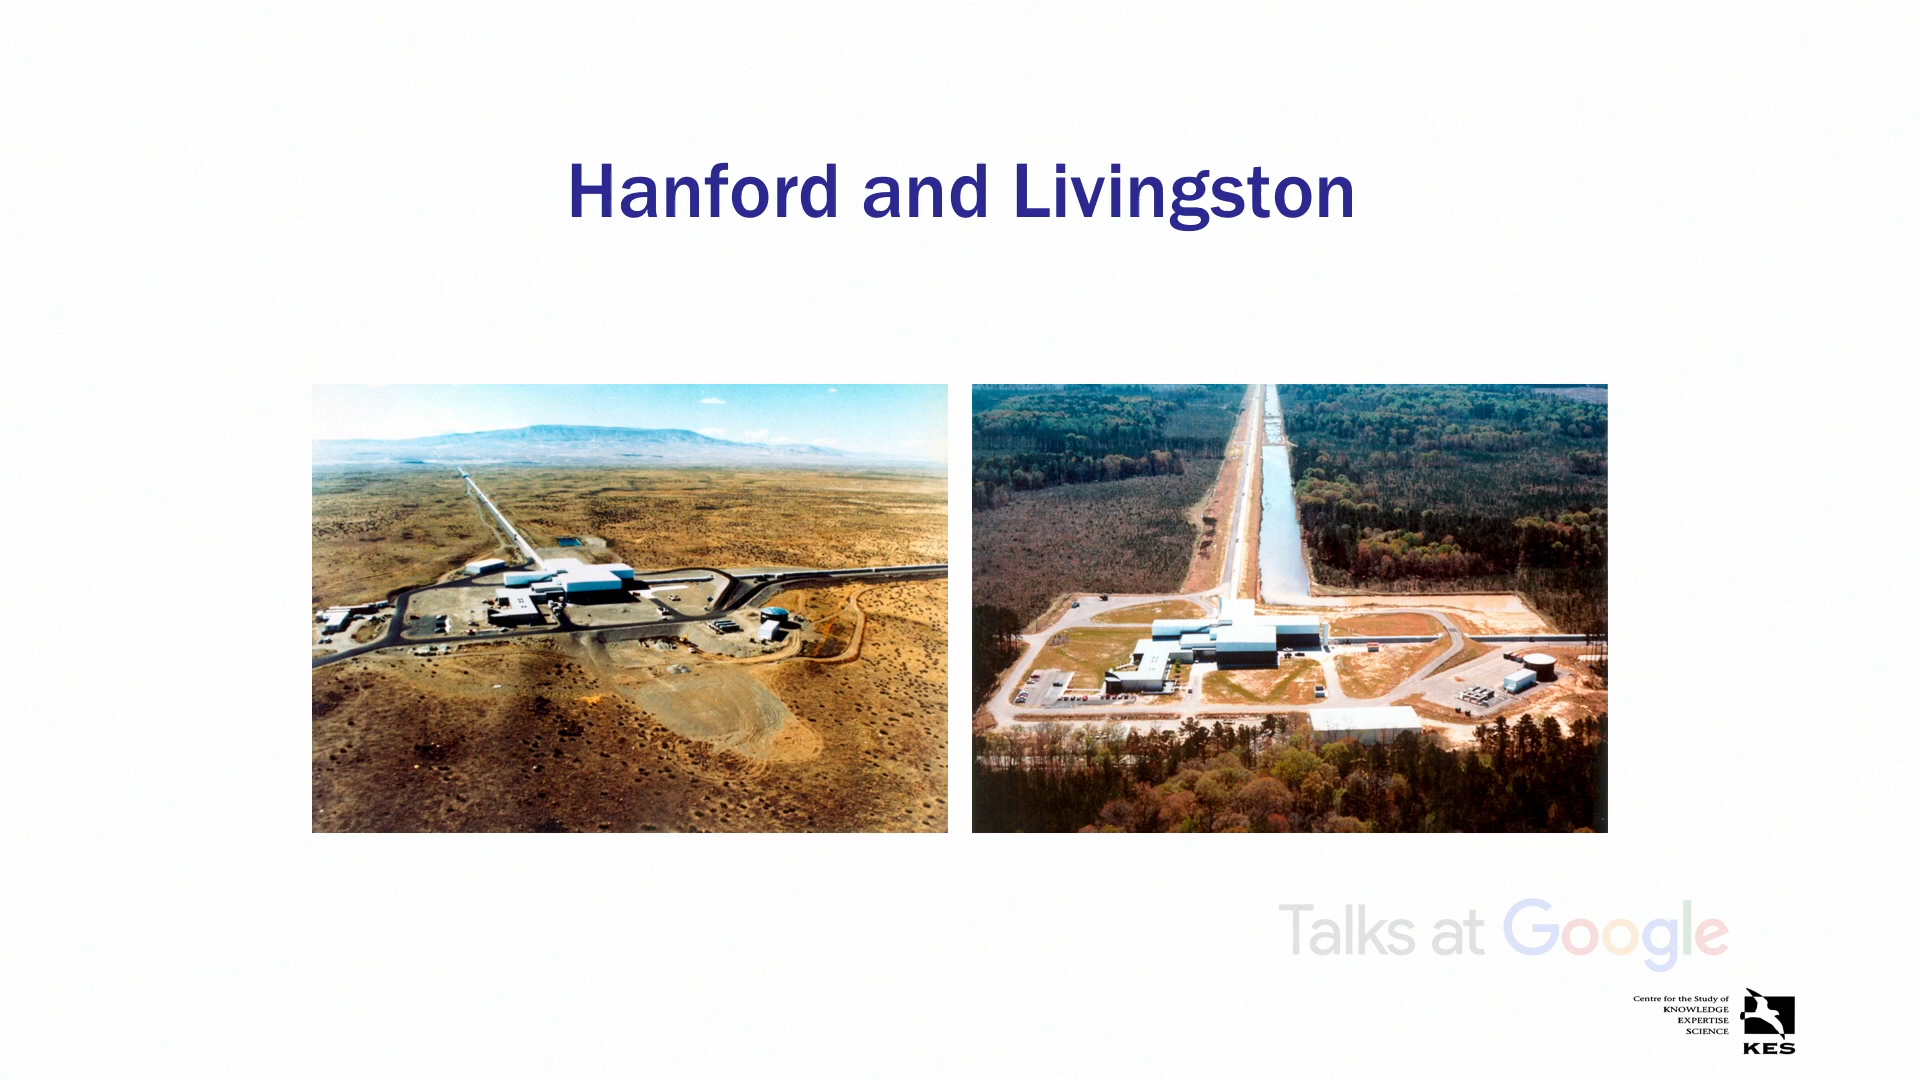 Hanford and Livingston
Talks at Google
Centre for the Study of
KNOWLEDGE
EXPERTISE
SCIENCE
KES